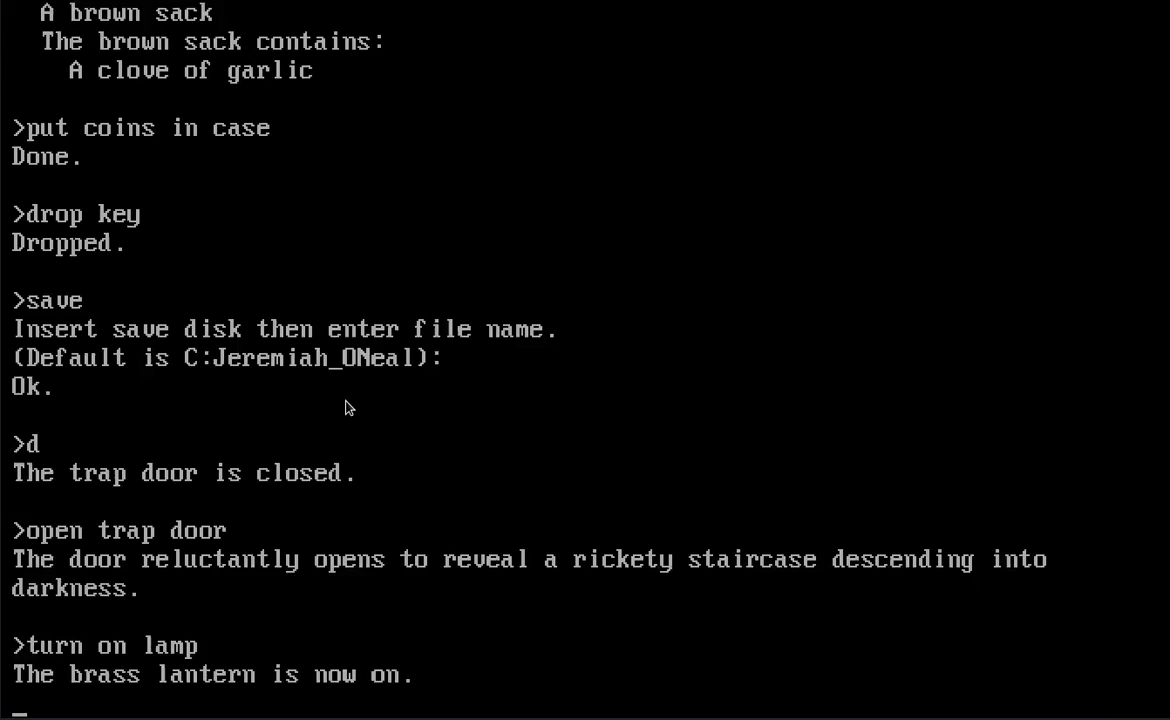 A brown sack
The brown sack contains:
A clove of garlic
>put coins in case
Done.
>drop key
Dropped.
>save
Insert save disk then enter file name.
(Default is C:Jeremiah_ONeal):
Ok.
>d
The trap door is closed.
>open trap door
The door reluctantly opens to reveal a rickety staircase descending into
darkness.
>turn on lamp
The brass lantern is now on.